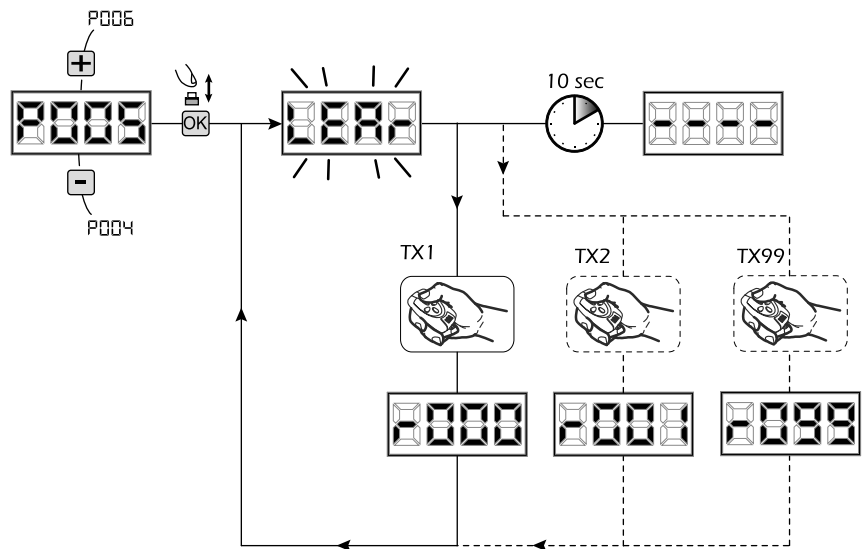 P006
+
P005
OK
LEAr
10 sec
----
-
P004
TX1
TX2
TX99
r000
r001
r099